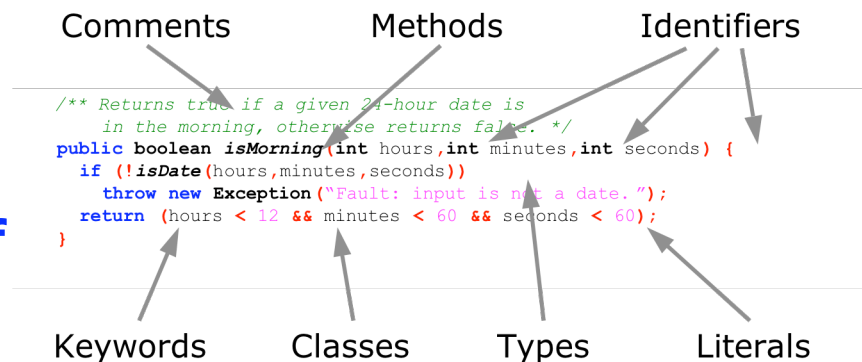 Comments Methods Identifiers
/** Returns true if a given 24-hour date is
in the morning, otherwise returns false. */
public boolean isMorning(int hours,int minutes,int seconds) {
if (!isDate(hours,minutes,seconds))
throw new Exception(“Fault: input is not a date.”);
return (hours < 12 && minutes < 60 && seconds < 60);
}
Keywords Classes Types Literals